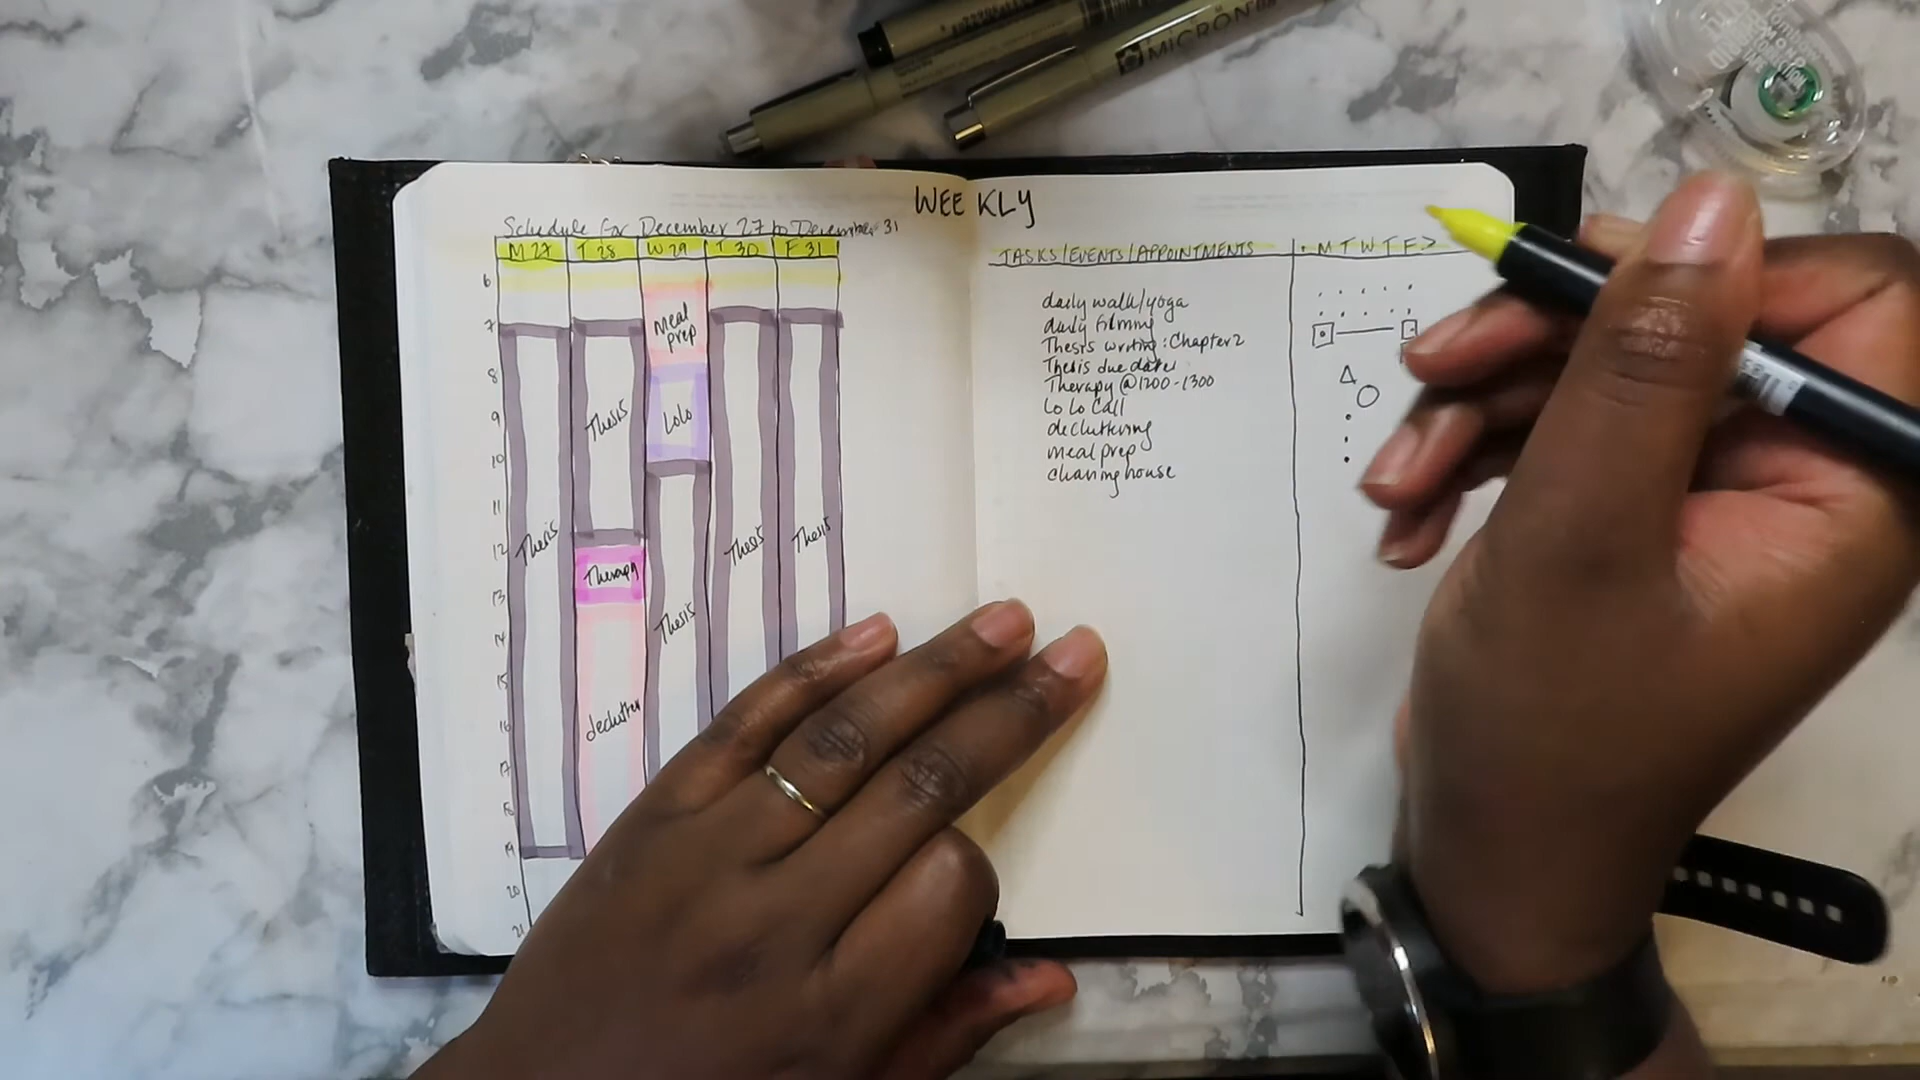 MICRON
WEEKLY
Schedule for December 27 to December 31
M 27 T 28 W 29 T 30 F 31
6
7
8
9
10
11
12
13
14
15
16
17
18
19
20
21
Thesis
Thesis
Therapy
declutter
Meal
prep
LoLo
Thesis
Thesis
Thesis
TASKS/EVENTS/APPOINTMENTS
M T W T F >
daily walk/yoga
daily filming
Thesis writing: Chapter 2
Thesis due date
Therapy @1200-1300
Lo Lo Call
decluttering
meal prep
cleaning house